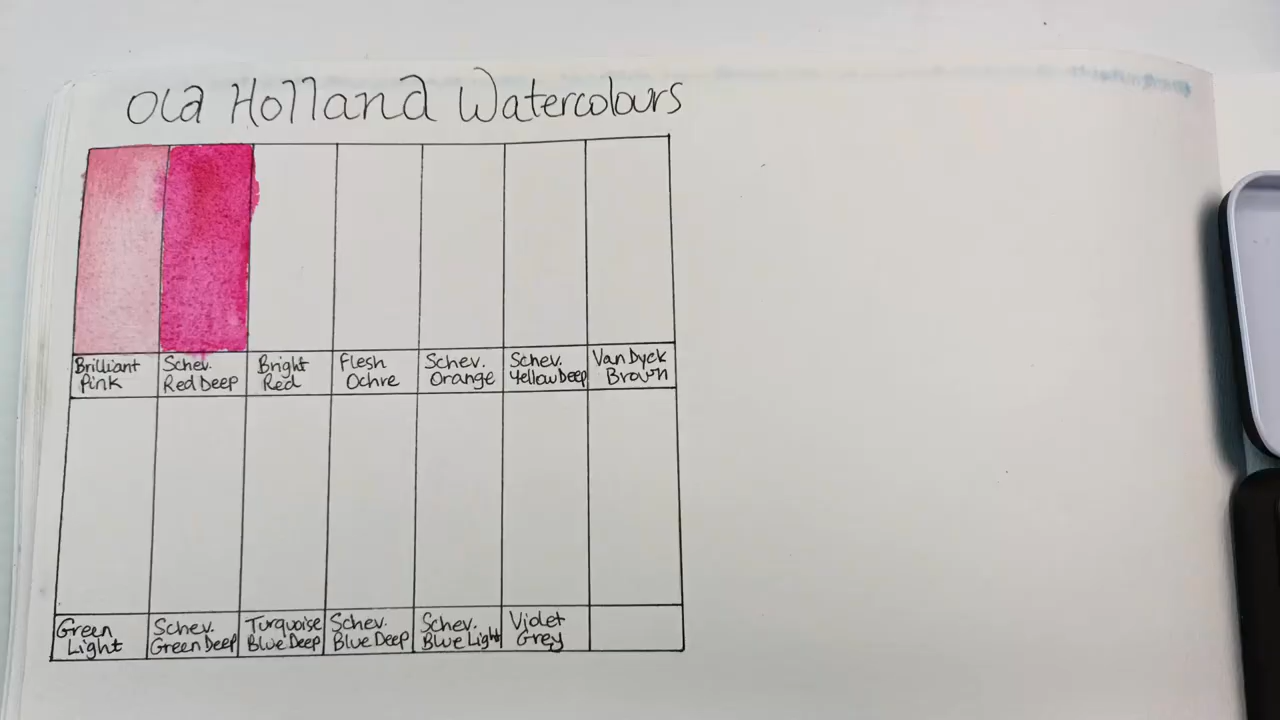 Old Holland Watercolours
Brilliant
Pink
Schev.
Red Deep
Bright
Red
Flesh
Ochre
Schev.
Orange
Schev.
Yellow Deep
Van Dyck
Brown
Green
Light
Schev.
Green Deep
Turquoise
Blue Deep
Schev.
Blue Deep
Schev.
Blue Light
Violet
Grey